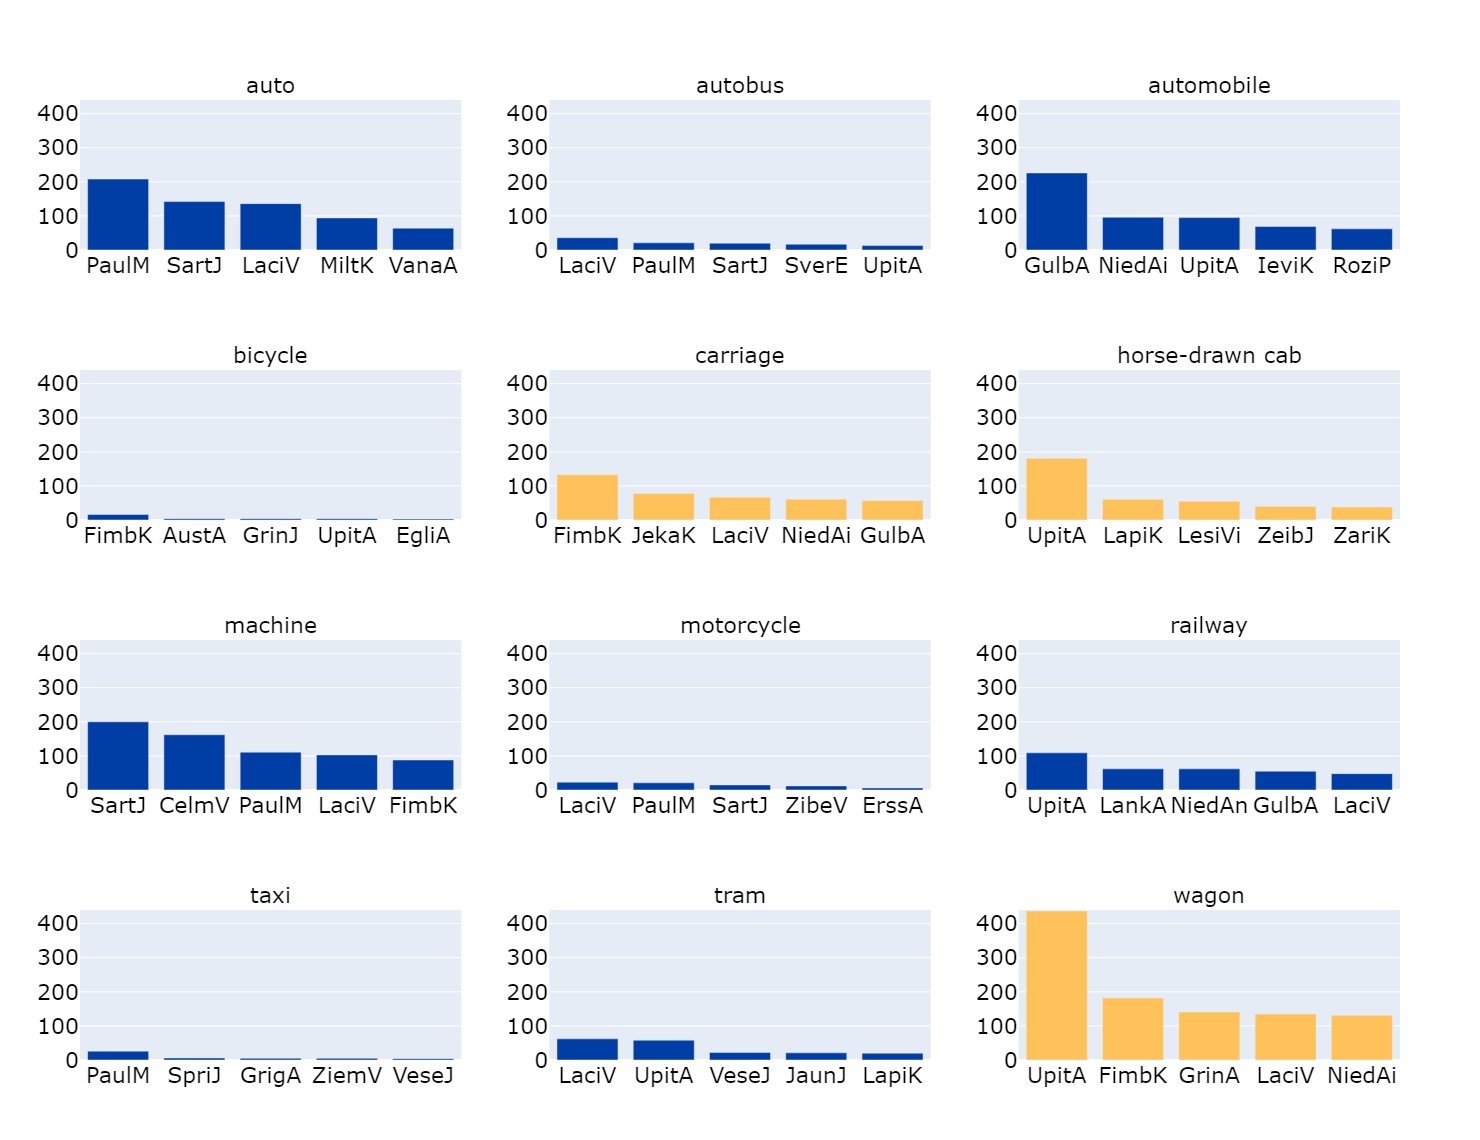 auto
400
300
200
100
0
PaulM SartJ LaciV MiltK VanaA
autobus
400
300
200
100
0
LaciV PaulM SartJ SverE UpitA
automobile
400
300
200
100
0
GulbA NiedAi UpitA IeviK RoziP
bicycle
400
300
200
100
0
FimbK AustA GrinJ UpitA EgliA
carriage
400
300
200
100
0
FimbK JekaK LaciV NiedAi GulbA
horse-drawn cab
400
300
200
100
0
UpitA LapiK LesiVi ZeibJ ZariK
machine
400
300
200
100
0
SartJ CelmV PaulM LaciV FimbK
motorcycle
400
300
200
100
0
LaciV PaulM SartJ ZibeV ErssA
railway
400
300
200
100
0
UpitA LankA NiedAn GulbA LaciV
taxi
400
300
200
100
0
PaulM SpriJ GrigA ZiemV VeseJ
tram
400
300
200
100
0
LaciV UpitA VeseJ JaunJ LapiK
wagon
400
300
200
100
0
UpitA FimbK GrinA LaciV NiedAi